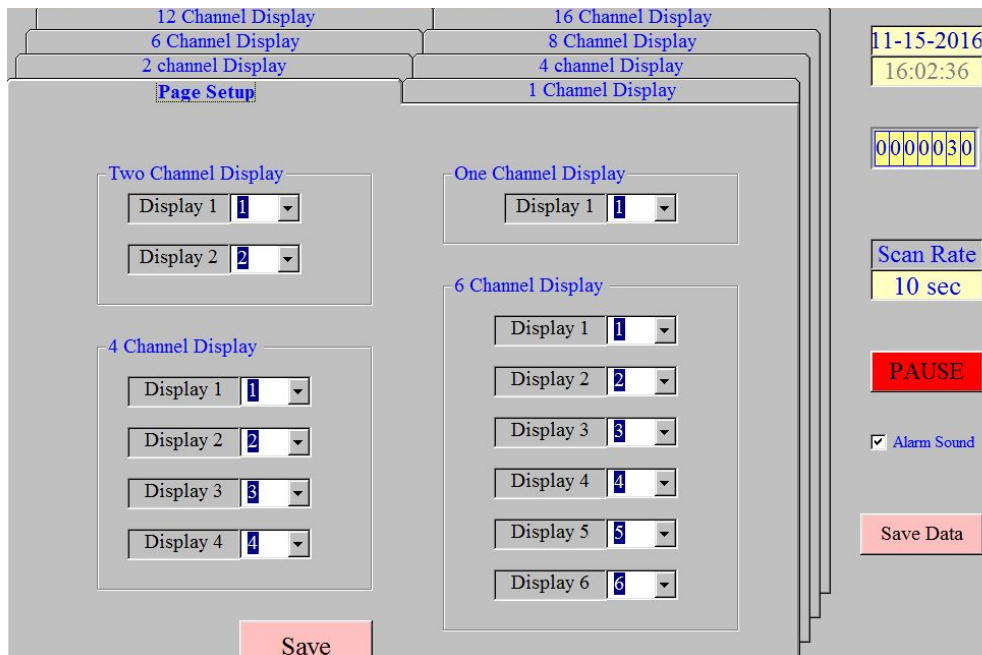 12 Channel Display
16 Channel Display
6 Channel Display
8 Channel Display
2 channel Display
4 channel Display
Page Setup
1 Channel Display
Two Channel Display
Display 1 1
Display 2 2
One Channel Display
Display 1 1
4 Channel Display
Display 1 1
Display 2 2
Display 3 3
Display 4 4
6 Channel Display
Display 1 1
Display 2 2
Display 3 3
Display 4 4
Display 5 5
Display 6 6
Save
11-15-2016
16:02:36
0000030
Scan Rate
10 sec
PAUSE
Alarm Sound
Save Data